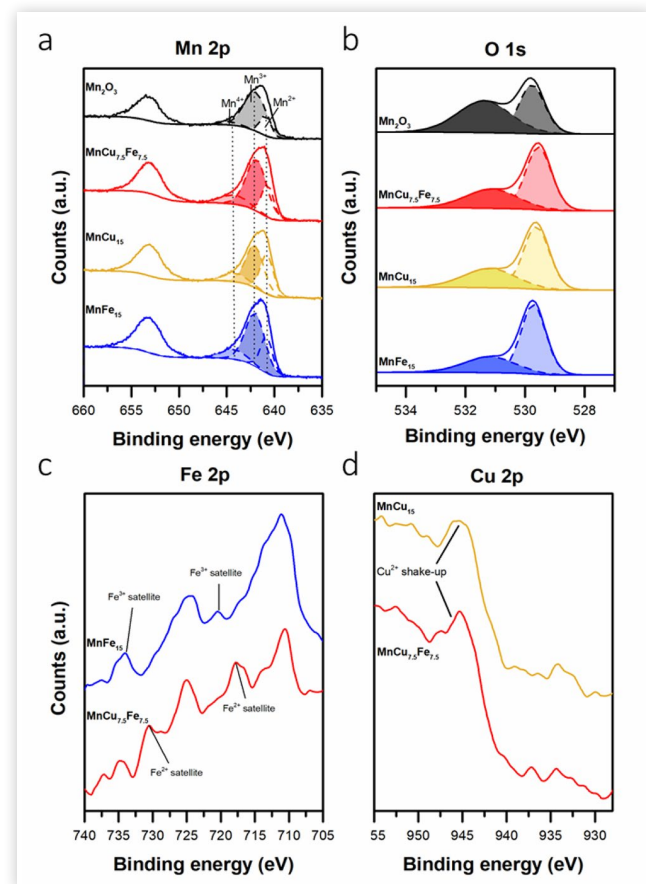 a
Mn 2p
Mn₂O₃
Mn⁴⁺
Mn³⁺
Mn²⁺
MnCu₇.₅Fe₇.₅
MnCu₁₅
MnFe₁₅
Counts (a.u.)
660 655 650 645 640 635
Binding energy (eV)
b
O 1s
Mn₂O₃
MnCu₇.₅Fe₇.₅
MnCu₁₅
MnFe₁₅
Counts (a.u.)
534 532 530 528
Binding energy (eV)
c
Fe 2p
Fe³⁺ satellite
Fe³⁺ satellite
MnFe₁₅
Fe²⁺ satellite
MnCu₇.₅Fe₇.₅
Fe²⁺ satellite
Counts (a.u.)
740 735 730 725 720 715 710 705
Binding energy (eV)
d
Cu 2p
MnCu₁₅
Cu²⁺ shake-up
MnCu₇.₅Fe₇.₅
Counts (a.u.)
55 950 945 940 935 930
Binding energy (eV)